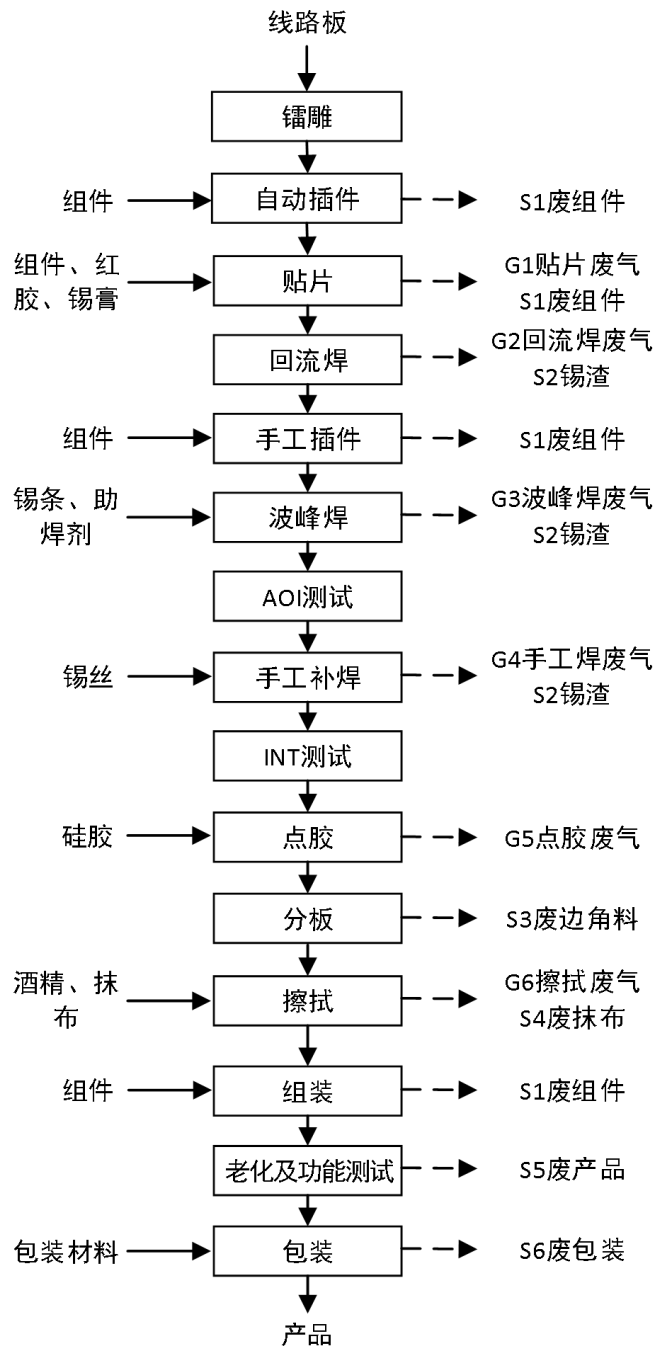 线路板
镭雕
组件
自动插件
S1废组件
组件、红
胶、锡膏
贴片
G1贴片废气
S1废组件
回流焊
G2回流焊废气
S2锡渣
组件
手工插件
S1废组件
锡条、助
焊剂
波峰焊
G3波峰焊废气
S2锡渣
AOI测试
锡丝
手工补焊
G4手工焊废气
S2锡渣
INT测试
硅胶
点胶
G5点胶废气
分板
S3废边角料
酒精、抹
布
擦拭
G6擦拭废气
S4废抹布
组件
组装
S1废组件
老化及功能测试
S5废产品
包装材料
包装
S6废包装
产品